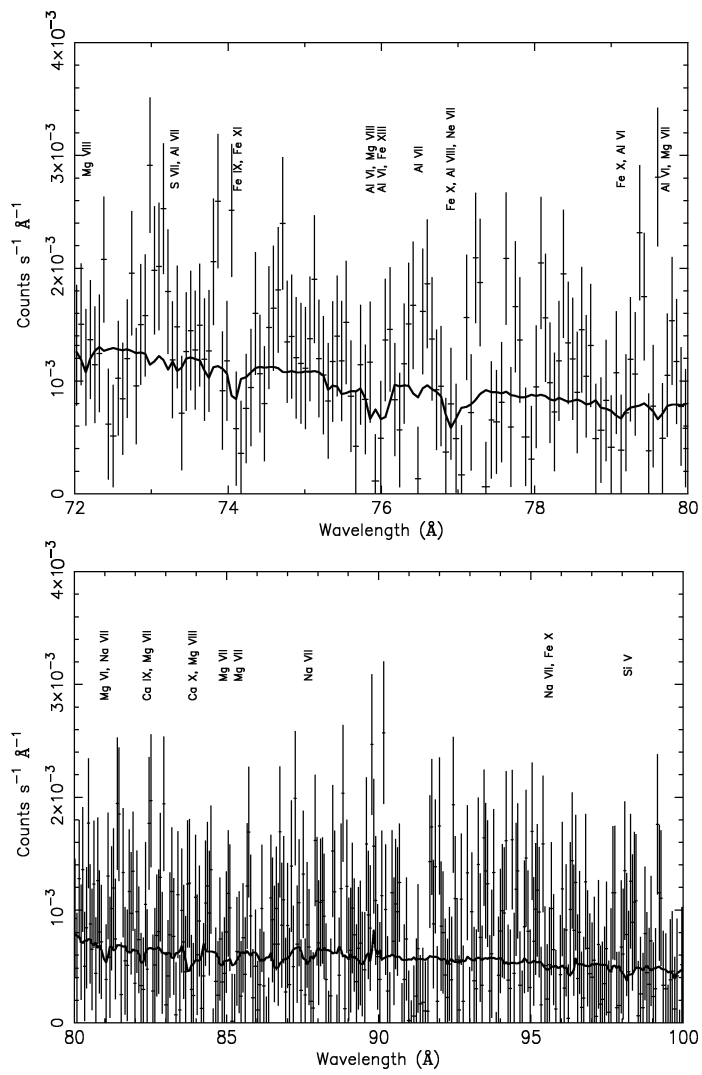 4×10⁻³
3×10⁻³
2×10⁻³
10⁻³
0
Counts s⁻¹ Å⁻¹
Mg VIII
S VII, Al VII
Fe IX, Fe XI
Al VI, Mg VIII
Al VI, Fe XIII
Al VII
Fe X, Al VIII, Ne VII
Fe X, Al VI
Al VI, Mg VII
72 74 76 78 80
Wavelength (Å)
4×10⁻³
3×10⁻³
2×10⁻³
10⁻³
0
Counts s⁻¹ Å⁻¹
Mg VI, Na VII
Ca IX, Mg VII
Ca X, Mg VIII
Mg VII
Mg VII
Na VII
Na VII, Fe X
Si V
80 85 90 95 100
Wavelength (Å)